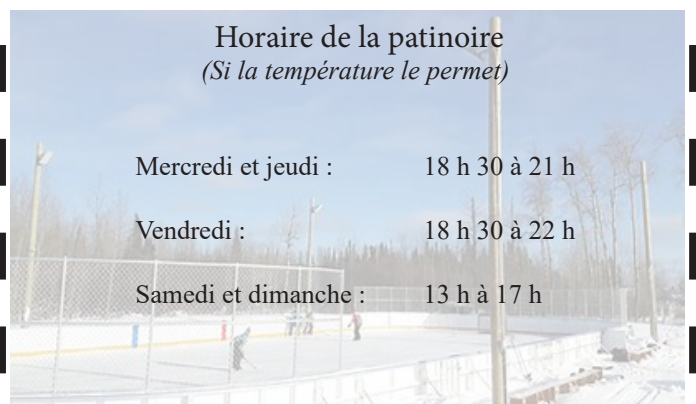 Horaire de la patinoire
(Si la température le permet)
Mercredi et jeudi : 18 h 30 à 21 h
Vendredi : 18 h 30 à 22 h
Samedi et dimanche : 13 h à 17 h